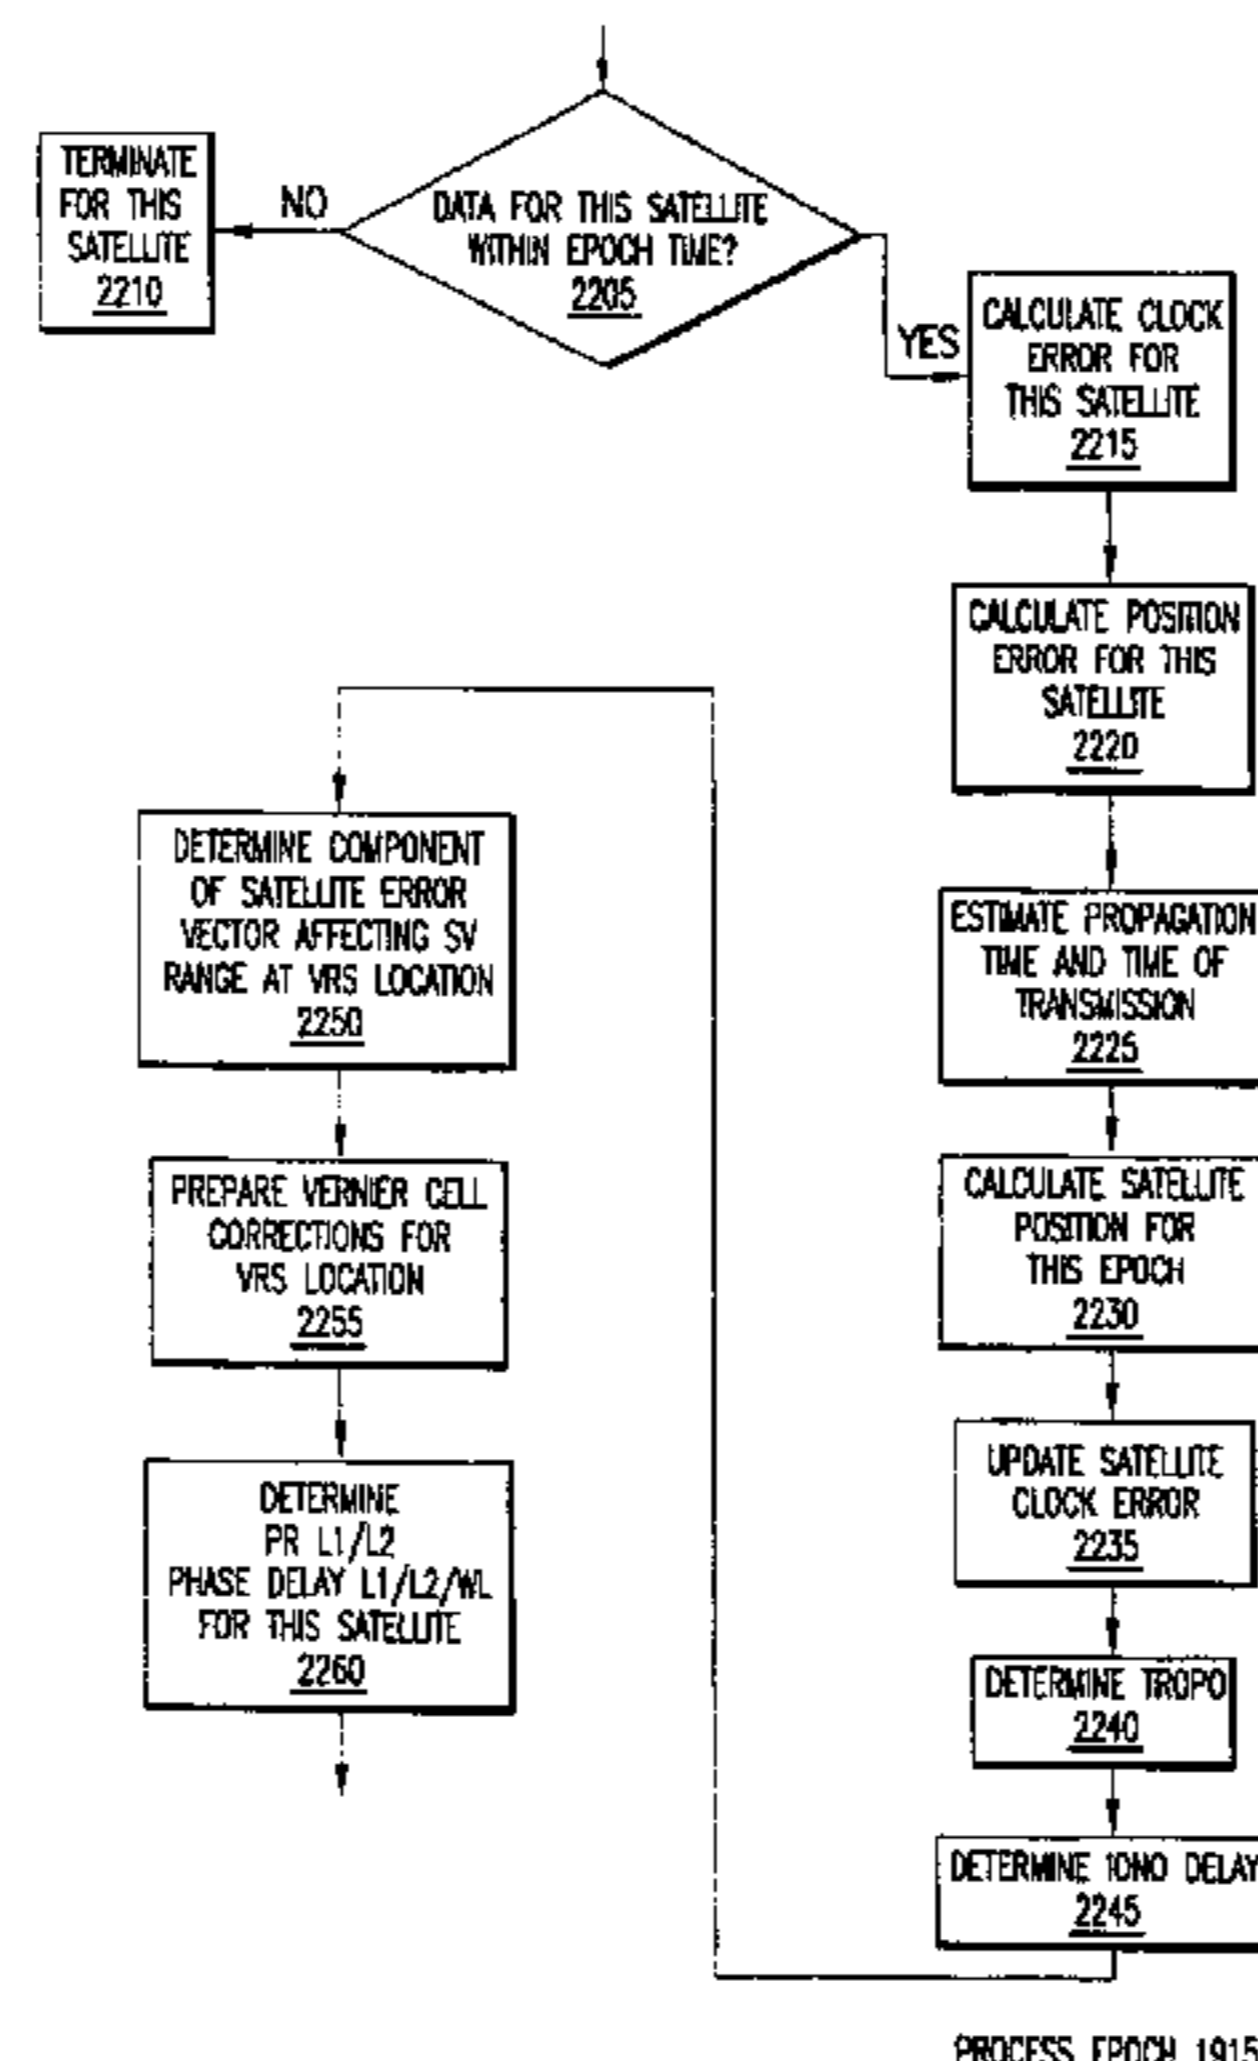 DATA FOR THIS SATELLITE
WITHIN EPOCH TIME?
2205
NO
TERMINATE
FOR THIS
SATELLITE
2210
YES
CALCULATE CLOCK
ERROR FOR
THIS SATELLITE
2215
CALCULATE POSITION
ERROR FOR THIS
SATELLITE
2220
ESTIMATE PROPAGATION
TIME AND TIME OF
TRANSMISSION
2225
CALCULATE SATELLITE
POSITION FOR
THIS EPOCH
2230
UPDATE SATELLITE
CLOCK ERROR
2235
DETERMINE TROPO
2240
DETERMINE IONO DELAY
2245
DETERMINE COMPONENT
OF SATELLITE ERROR
VECTOR AFFECTING SV
RANGE AT VRS LOCATION
2250
PREPARE VERNIER CELL
CORRECTIONS FOR
VRS LOCATION
2255
DETERMINE
PR L1/L2
PHASE DELAY L1/L2/WL
FOR THIS SATELLITE
2260
PROCESS EPOCH 1915